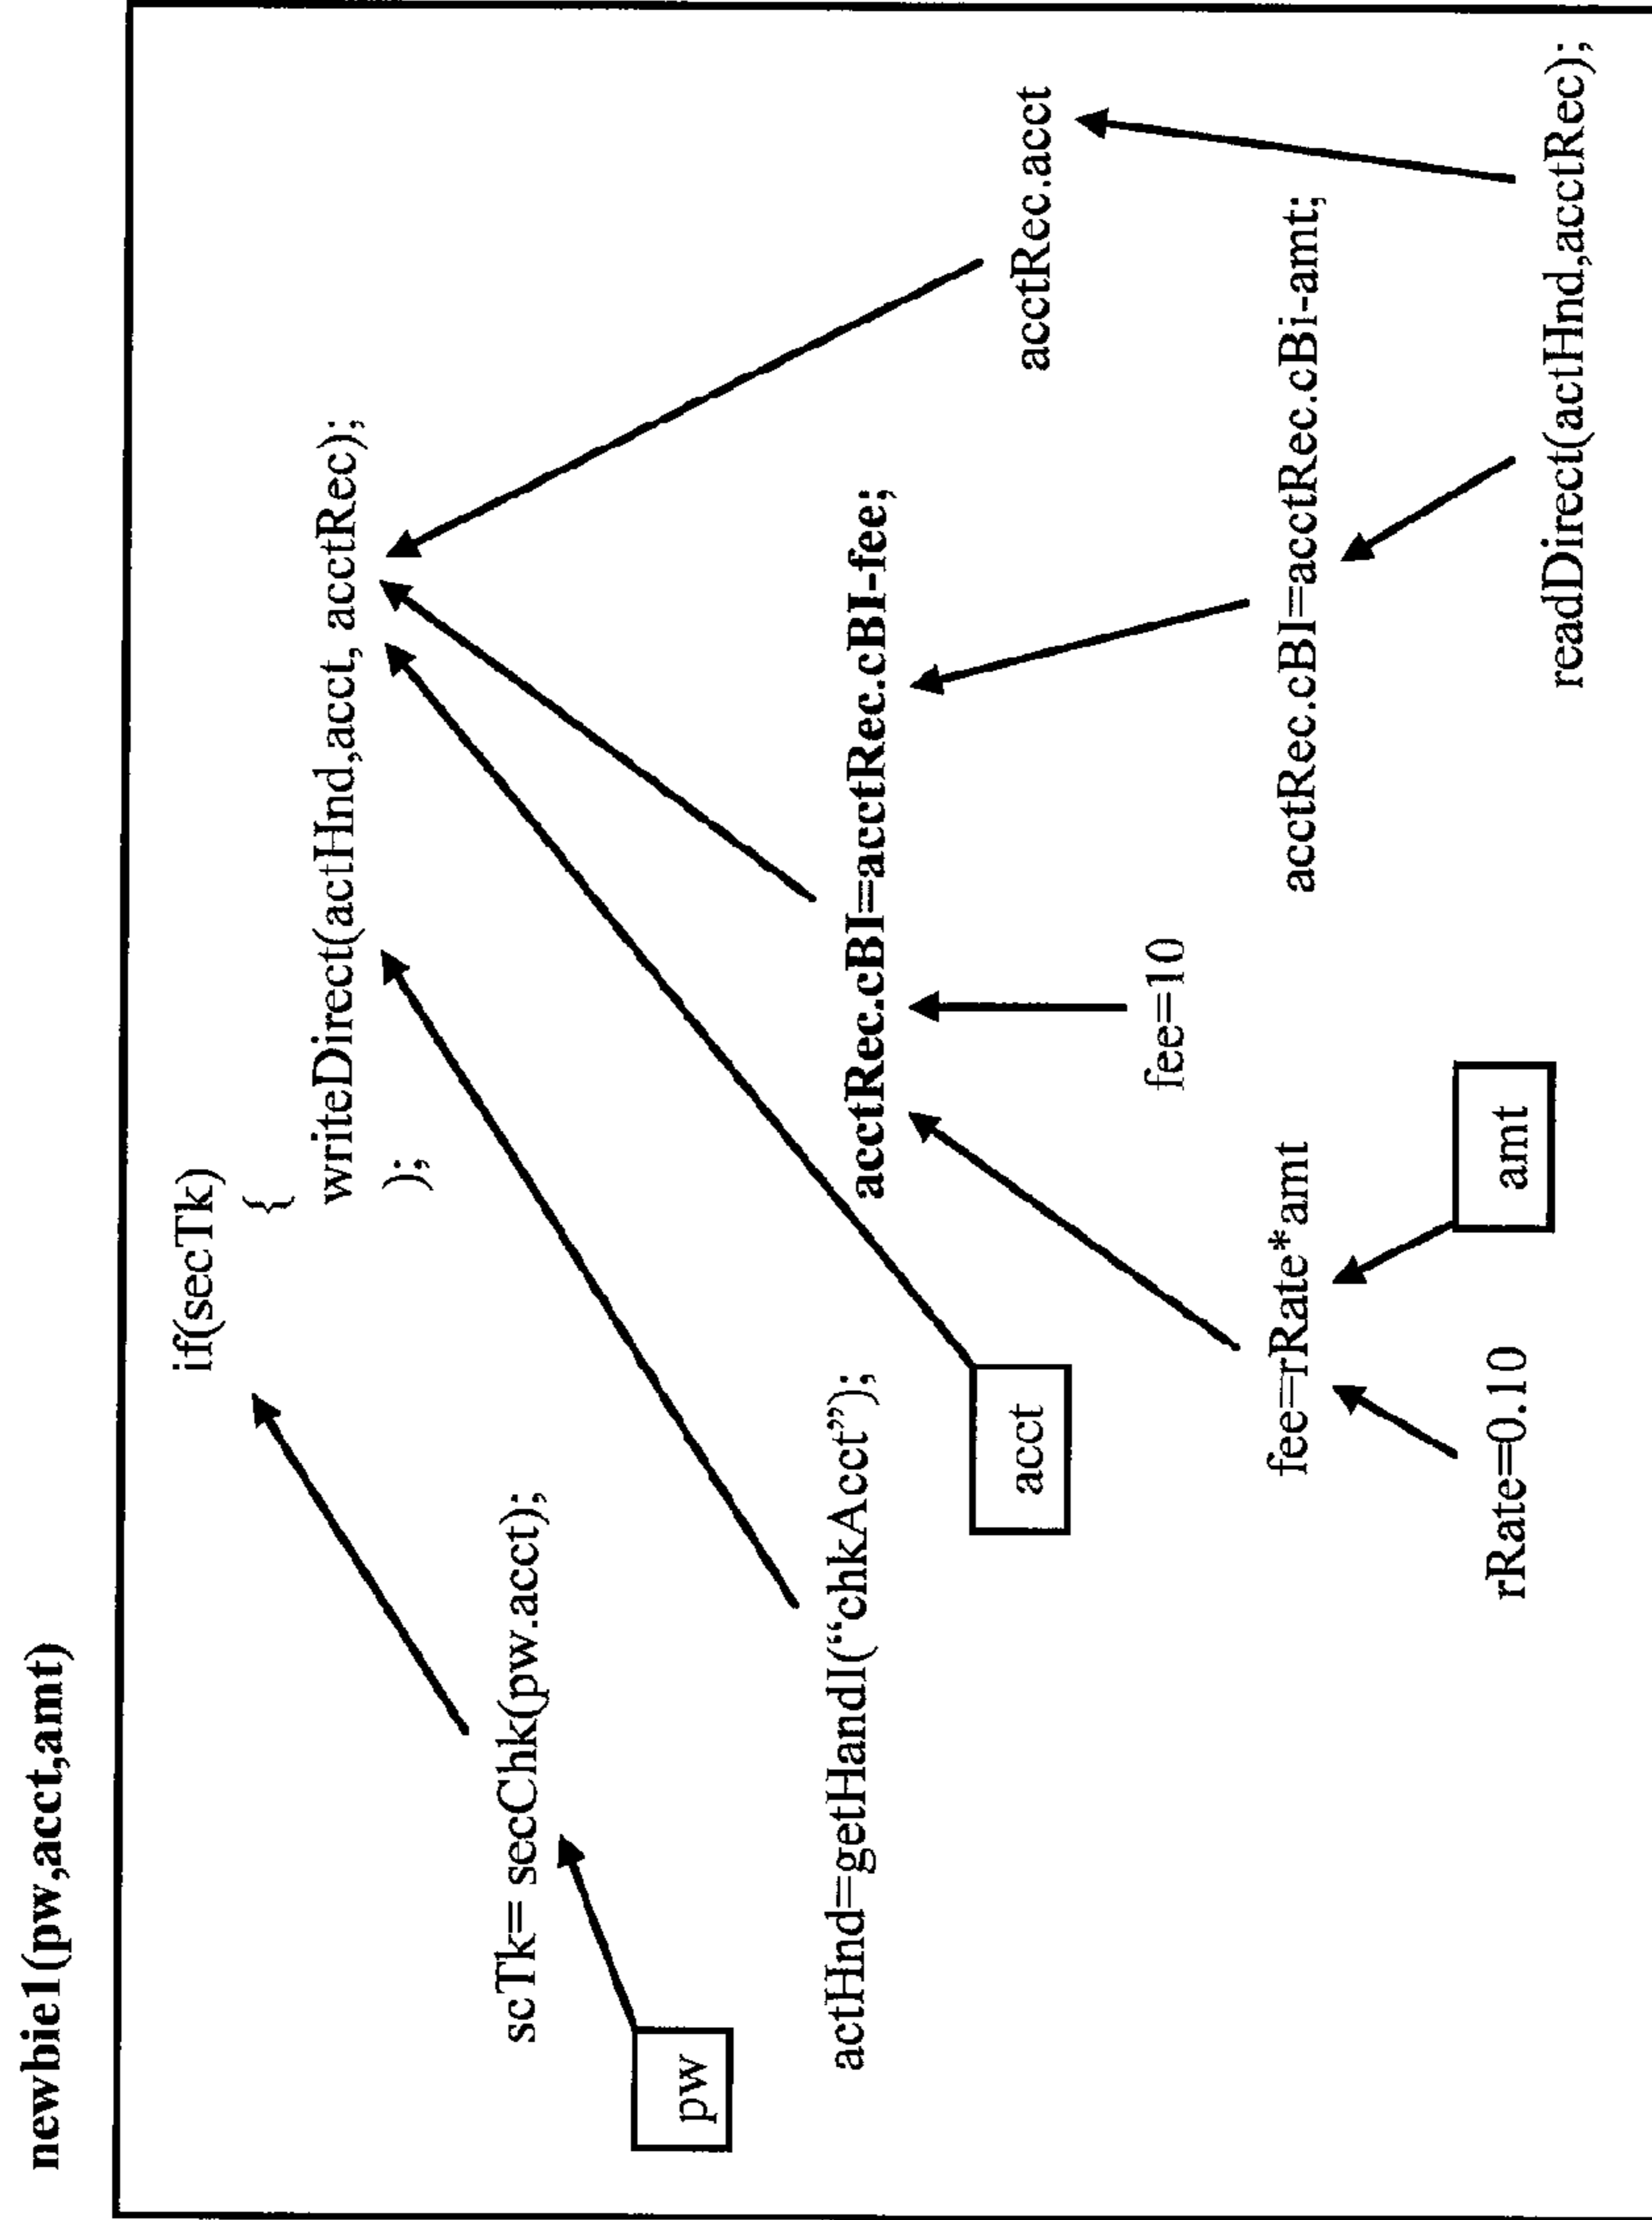 newbie1(pw,acct,amt)
if(secTk)
{
writeDirect(actHnd,acct, acctRec);
);
scTk= secChk(pw.acct);
pw
actHnd=getHandl(“chkAcct”);
acctRec.cBI=acctRec.cBI-fee;
acct
acctRec.acct
fee=10
fee=rRate*amt
acctRec.cBI=acctRec.cBi-amt;
rRate=0.10
amt
readDirect(actHnd,acctRec);